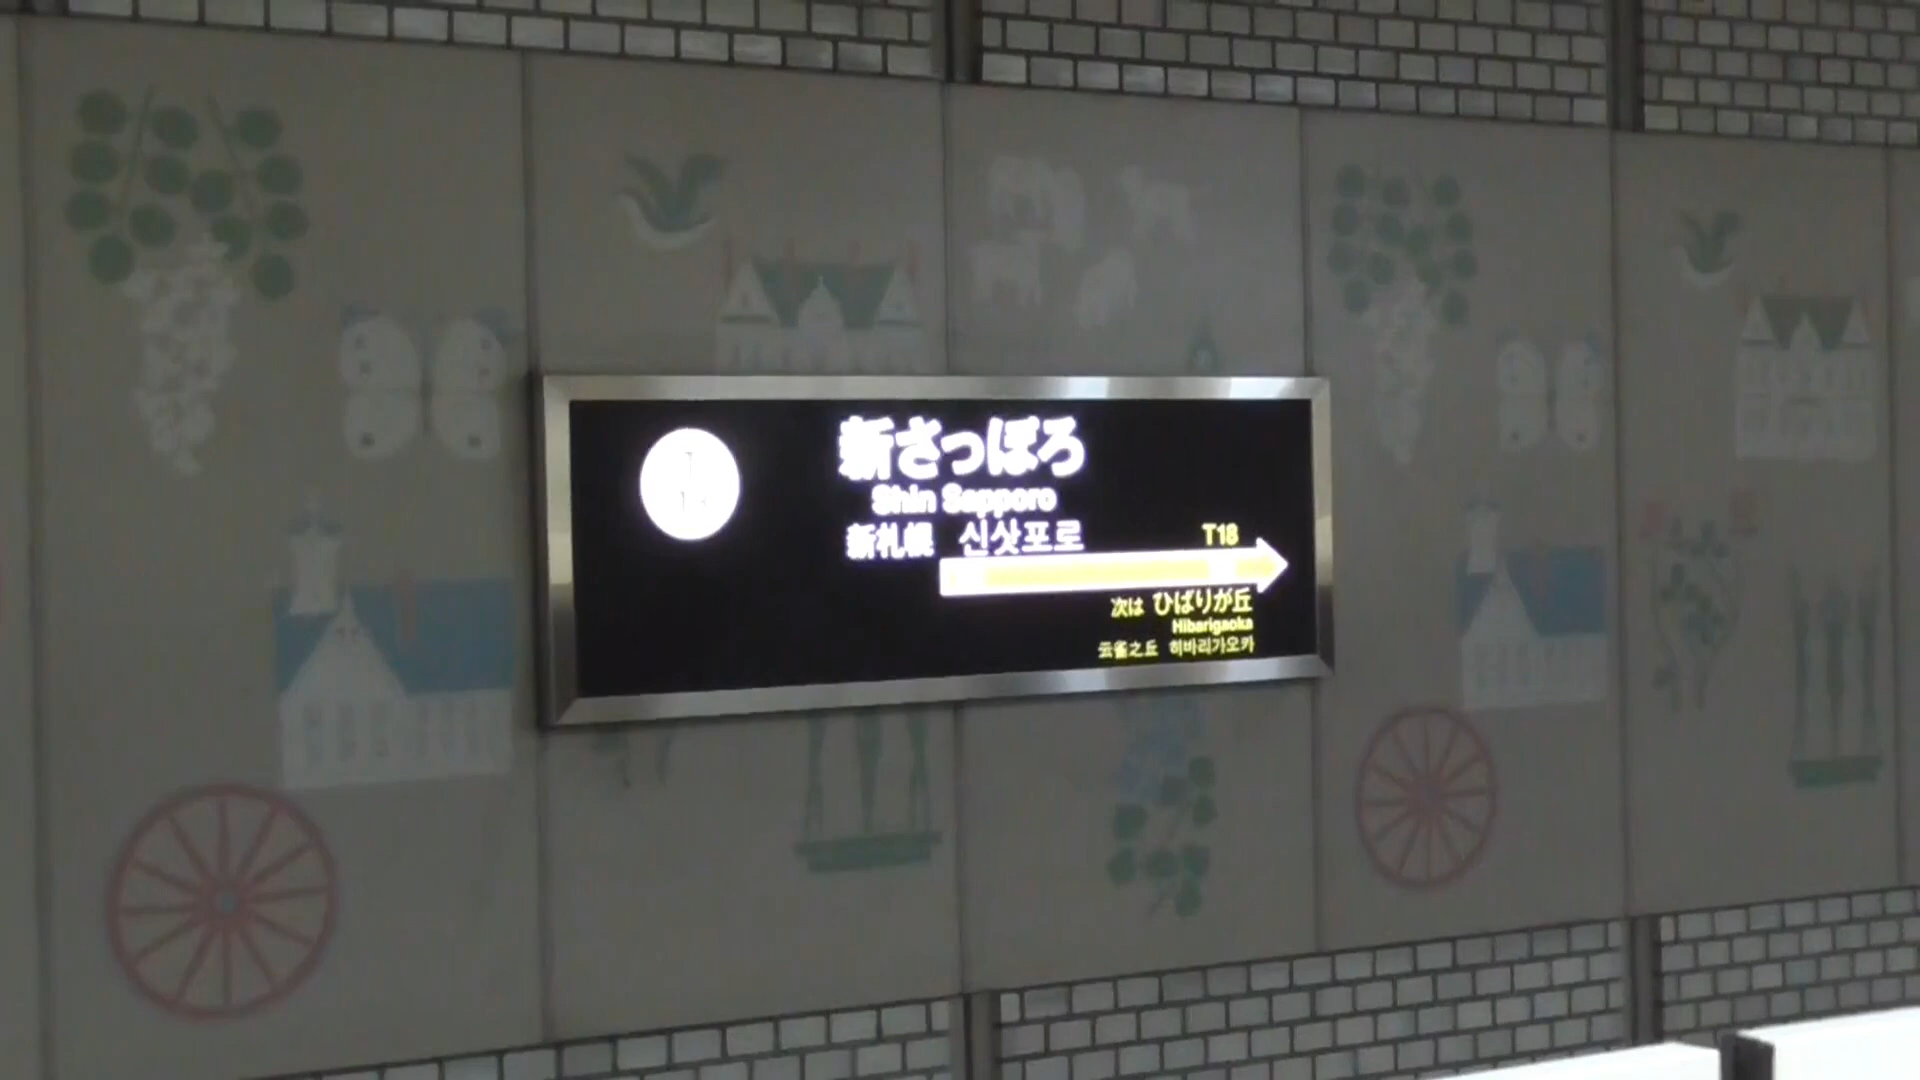 新さっぽろ
Shin Sapporo
新札幌 신삿포로
T18
次は ひばりが丘
Hibarigaoka
云雀之丘 히바리가오카